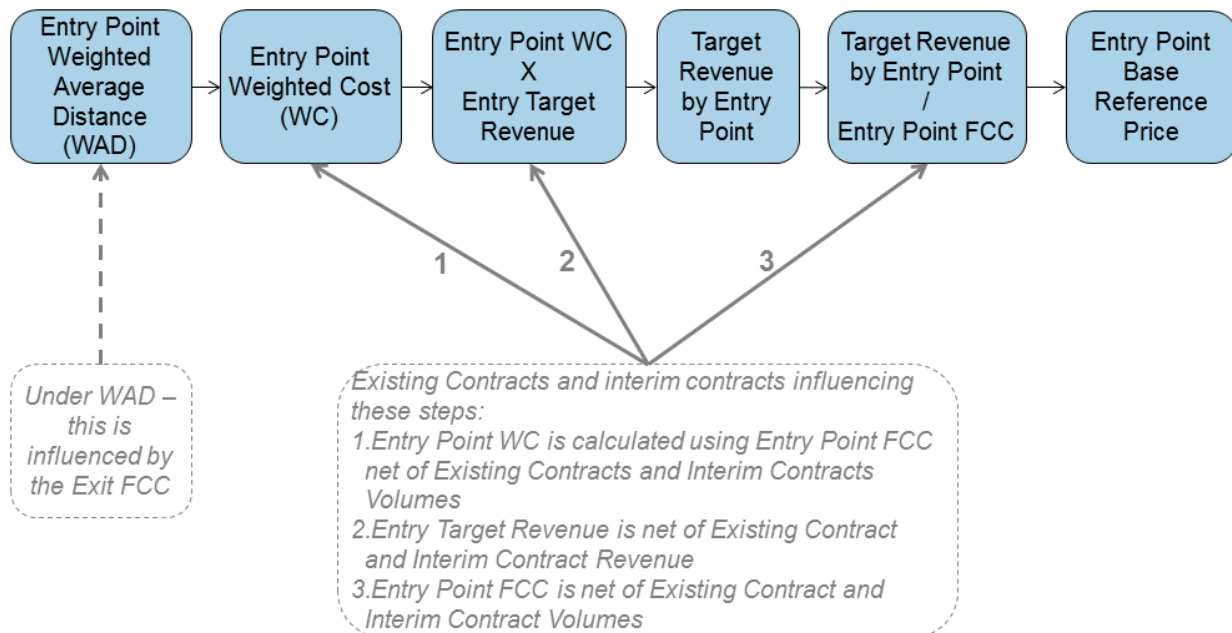 Entry Point
Weighted
Average
Distance
(WAD)
Entry Point
Weighted Cost
(WC)
Entry Point WC
X
Entry Target
Revenue
Target
Revenue
by Entry
Point
Target Revenue
by Entry Point
/
Entry Point FCC
Entry Point
Base
Reference
Price
1
2
3
Under WAD –
this is
influenced by
the Exit FCC
Existing Contracts and interim contracts influencing
these steps:
1.Entry Point WC is calculated using Entry Point FCC
net of Existing Contracts and Interim Contracts
Volumes
2.Entry Target Revenue is net of Existing Contract
and Interim Contract Revenue
3.Entry Point FCC is net of Existing Contract and
Interim Contract Volumes